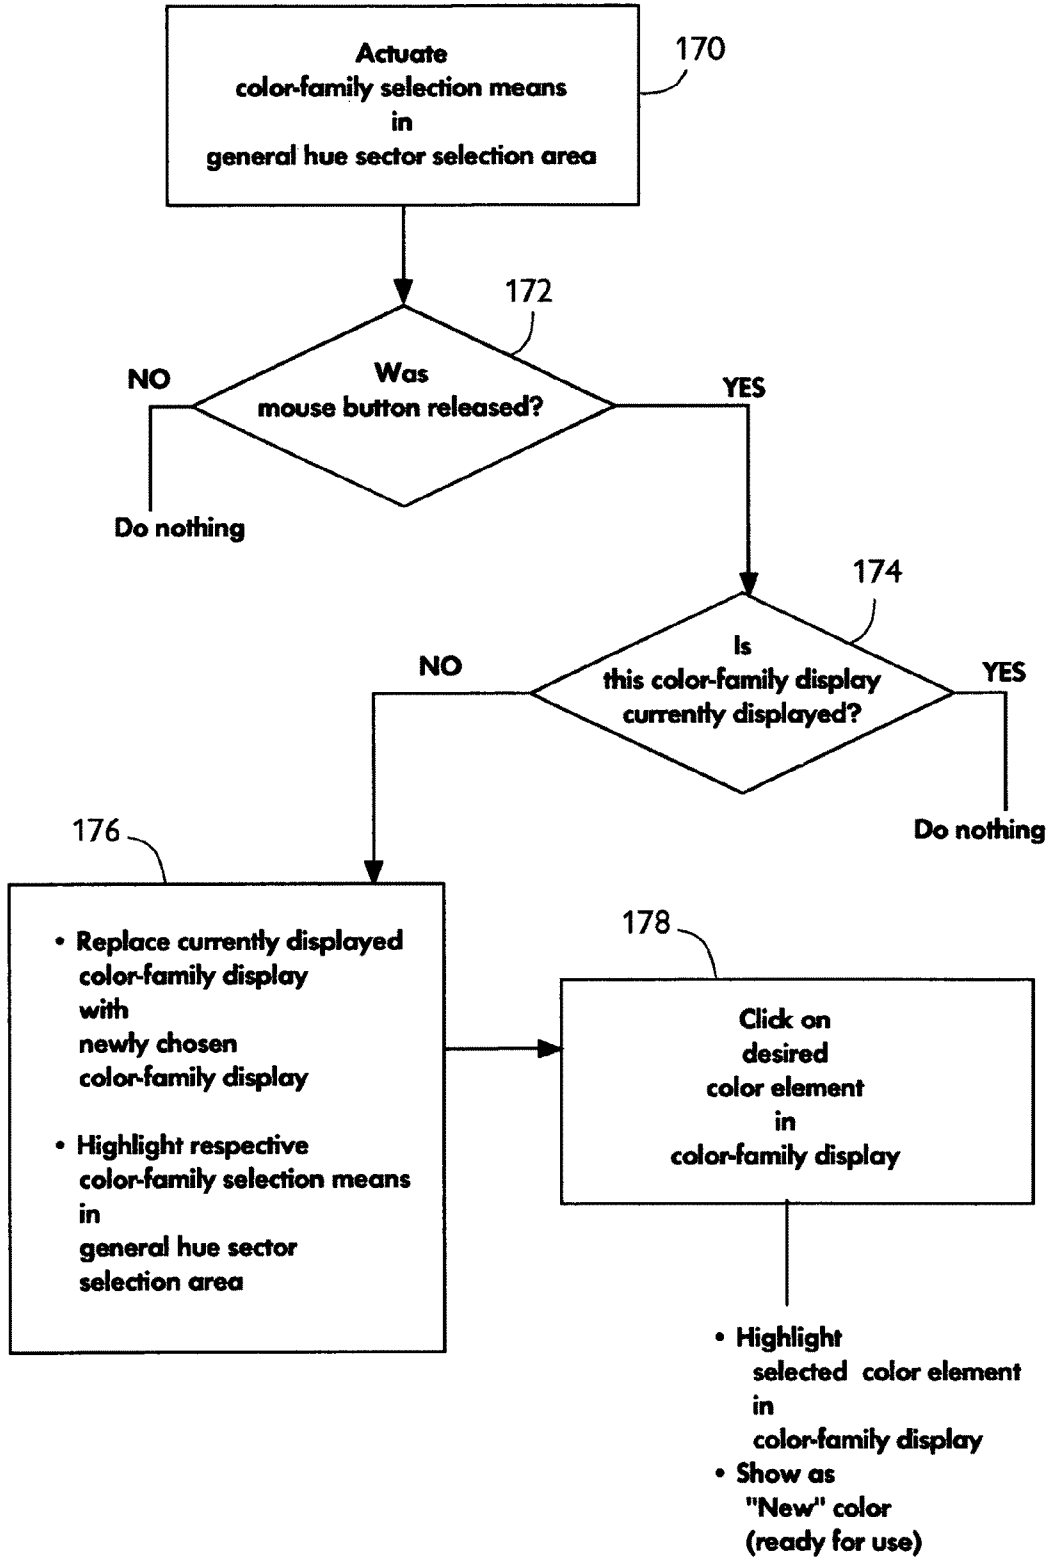 Actuate
color-family selection means
in
general hue sector selection area
170
172
Was
mouse button released?
NO
YES
Do nothing
174
Is
this color-family display
currently displayed?
NO
YES
Do nothing
176
• Replace currently displayed
color-family display
with
newly chosen
color-family display
• Highlight respective
color-family selection means
in
general hue sector
selection area
178
Click on
desired
color element
in
color-family display
• Highlight
selected color element
in
color-family display
• Show as
"New" color
(ready for use)